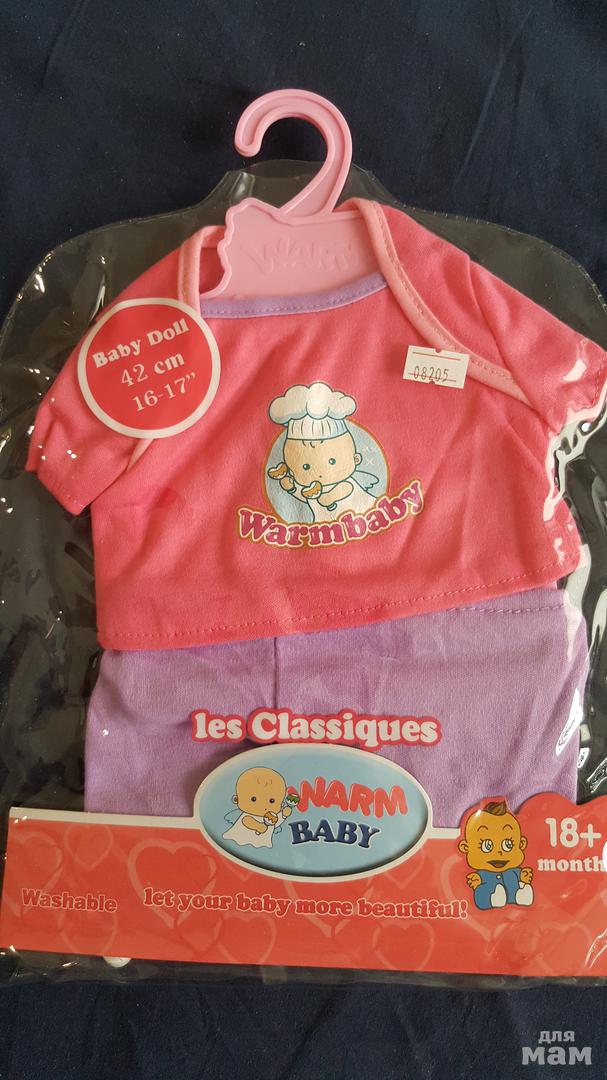 WARM
Baby Doll
42 cm
16-17"
08205
Warmbaby
les Classiques
WARM
BABY
18+
month
Washable
let your baby more beautiful!
для
мам